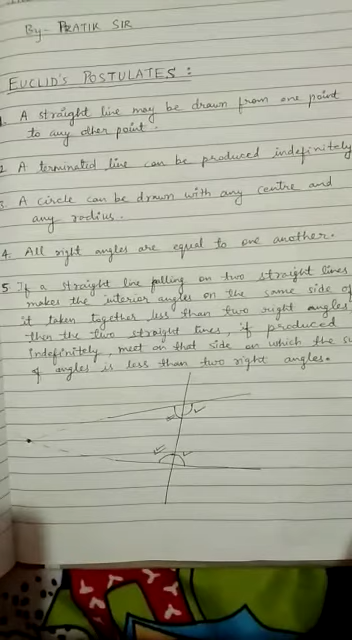 By- PRATIK SIR
EUCLID'S POSTULATES :
1. A straight line may be drawn from one point
to any other point.
2 A terminated line can be produced indefinitely
3 A circle can be drawn with any centre and
any radius.
4. All right angles are equal to one another.
5 If a straight line falling on two straight lines
makes the interior angles on the same side of
it taken together less than two right angles
then the two straight lines, if produced
indefinitely, meet on that side on which the
of angles is less than two right angles.